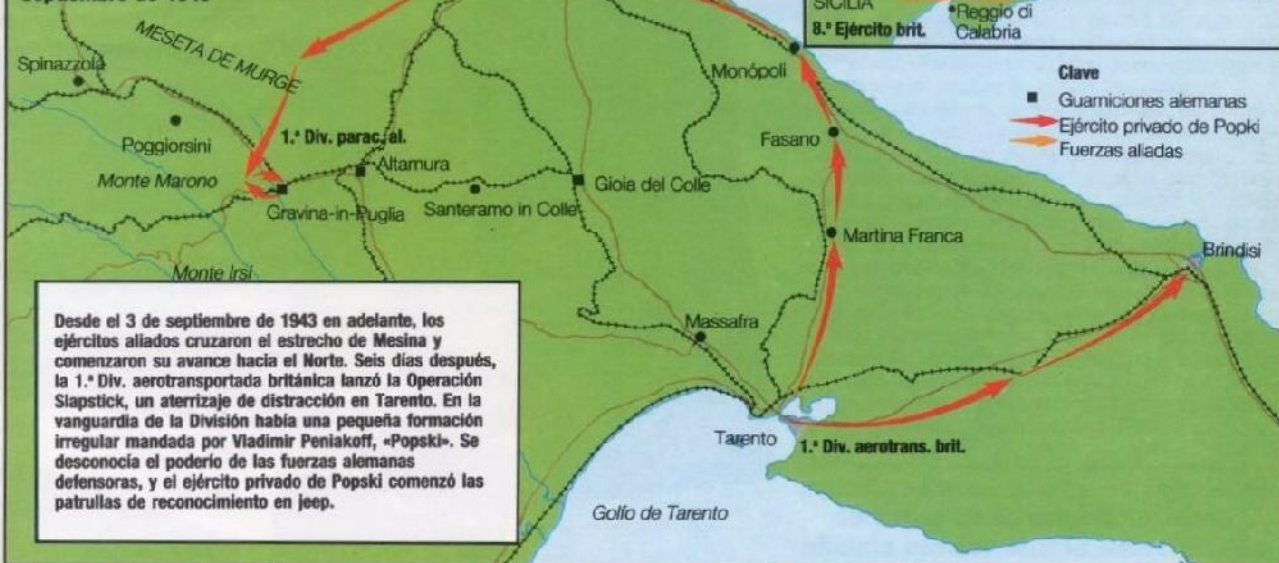 SICILIA
Reggio di
8.º Ejército brit.
Calabria
MESETA DE MURGE
Spinazzola
Monópoli
Clave
Guarniciones alemanas
Ejército privado de Popki
Fuerzas aliadas
Poggiorsini
1.ª Div. parac. al.
Fasano
Altamura
Monte Marono
Gioia del Colle
Gravina-in-Puglia
Santeramo in Colle
Martina Franca
Brindisi
Monte Irsi
Desde el 3 de septiembre de 1943 en adelante, los
ejércitos aliados cruzaron el estrecho de Mesina y
comenzaron su avance hacia el Norte. Seis días después,
la 1.ª Div. aerotransportada británica lanzó la Operación
Slapstick, un aterrizaje de distracción en Tarento. En la
vanguardia de la División había una pequeña formación
irregular mandada por Vladimir Peniakoff, «Popski». Se
desconocía el poderío de las fuerzas alemanas
defensoras, y el ejército privado de Popski comenzó las
patrullas de reconocimiento en jeep.
Massafra
Tarento
1.ª Div. aerotrans. brit.
Golfo de Tarento